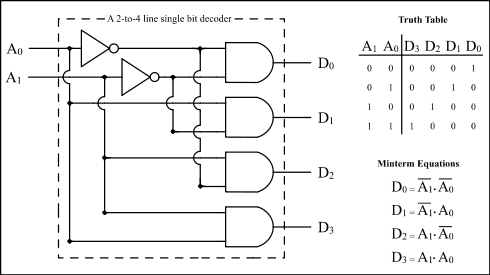 A 2-to-4 line single bit decoder
A₀
A₁
D₀
D₁
D₂
D₃
Truth Table
A₁ A₀ D₃ D₂ D₁ D₀
0 0 0 0 0 1
0 1 0 0 1 0
1 0 0 1 0 0
1 1 1 0 0 0
Minterm Equations
D₀ = A̅₁.A̅₀
D₁ = A̅₁.A₀
D₂ = A₁.A̅₀
D₃ = A₁.A₀